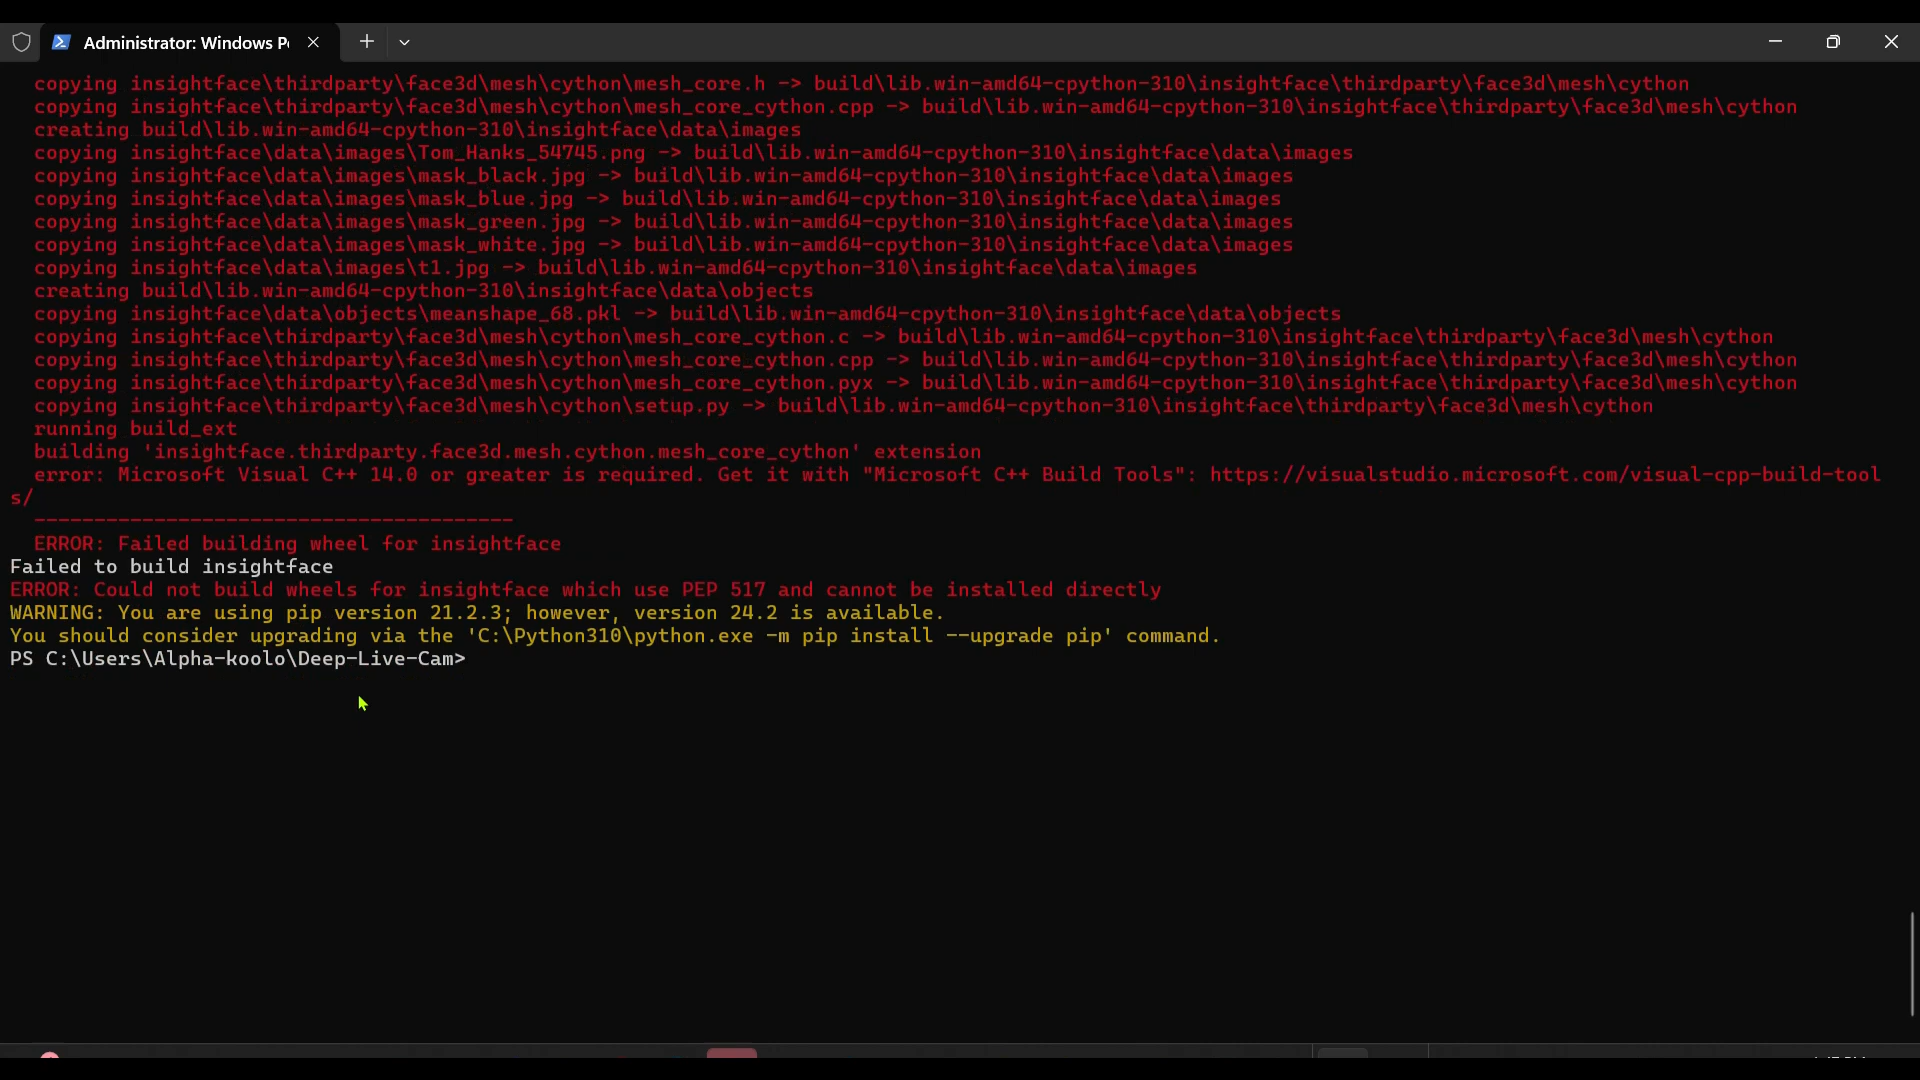 Administrator: Windows P
copying insightface\thirdparty\face3d\mesh\cython\mesh_core.h -> build\lib.win-amd64-cpython-310\insightface\thirdparty\face3d\mesh\cython
copying insightface\thirdparty\face3d\mesh\cython\mesh_core_cython.cpp -> build\lib.win-amd64-cpython-310\insightface\thirdparty\face3d\mesh\cython
creating build\lib.win-amd64-cpython-310\insightface\data\images
copying insightface\data\images\Tom_Hanks_54745.png -> build\lib.win-amd64-cpython-310\insightface\data\images
copying insightface\data\images\mask_black.jpg -> build\lib.win-amd64-cpython-310\insightface\data\images
copying insightface\data\images\mask_blue.jpg -> build\lib.win-amd64-cpython-310\insightface\data\images
copying insightface\data\images\mask_green.jpg -> build\lib.win-amd64-cpython-310\insightface\data\images
copying insightface\data\images\mask_white.jpg -> build\lib.win-amd64-cpython-310\insightface\data\images
copying insightface\data\images\t1.jpg -> build\lib.win-amd64-cpython-310\insightface\data\images
creating build\lib.win-amd64-cpython-310\insightface\data\objects
copying insightface\data\objects\meanshape_68.pkl -> build\lib.win-amd64-cpython-310\insightface\data\objects
copying insightface\thirdparty\face3d\mesh\cython\mesh_core_cython.c -> build\lib.win-amd64-cpython-310\insightface\thirdparty\face3d\mesh\cython
copying insightface\thirdparty\face3d\mesh\cython\mesh_core_cython.cpp -> build\lib.win-amd64-cpython-310\insightface\thirdparty\face3d\mesh\cython
copying insightface\thirdparty\face3d\mesh\cython\mesh_core_cython.pyx -> build\lib.win-amd64-cpython-310\insightface\thirdparty\face3d\mesh\cython
copying insightface\thirdparty\face3d\mesh\cython\setup.py -> build\lib.win-amd64-cpython-310\insightface\thirdparty\face3d\mesh\cython
running build_ext
building 'insightface.thirdparty.face3d.mesh.cython.mesh_core_cython' extension
error: Microsoft Visual C++ 14.0 or greater is required. Get it with "Microsoft C++ Build Tools": https://visualstudio.microsoft.com/visual-cpp-build-tool
s/
----------------------------------------
ERROR: Failed building wheel for insightface
Failed to build insightface
ERROR: Could not build wheels for insightface which use PEP 517 and cannot be installed directly
WARNING: You are using pip version 21.2.3; however, version 24.2 is available.
You should consider upgrading via the 'C:\Python310\python.exe -m pip install --upgrade pip' command.
PS C:\Users\Alpha-koolo\Deep-Live-Cam>